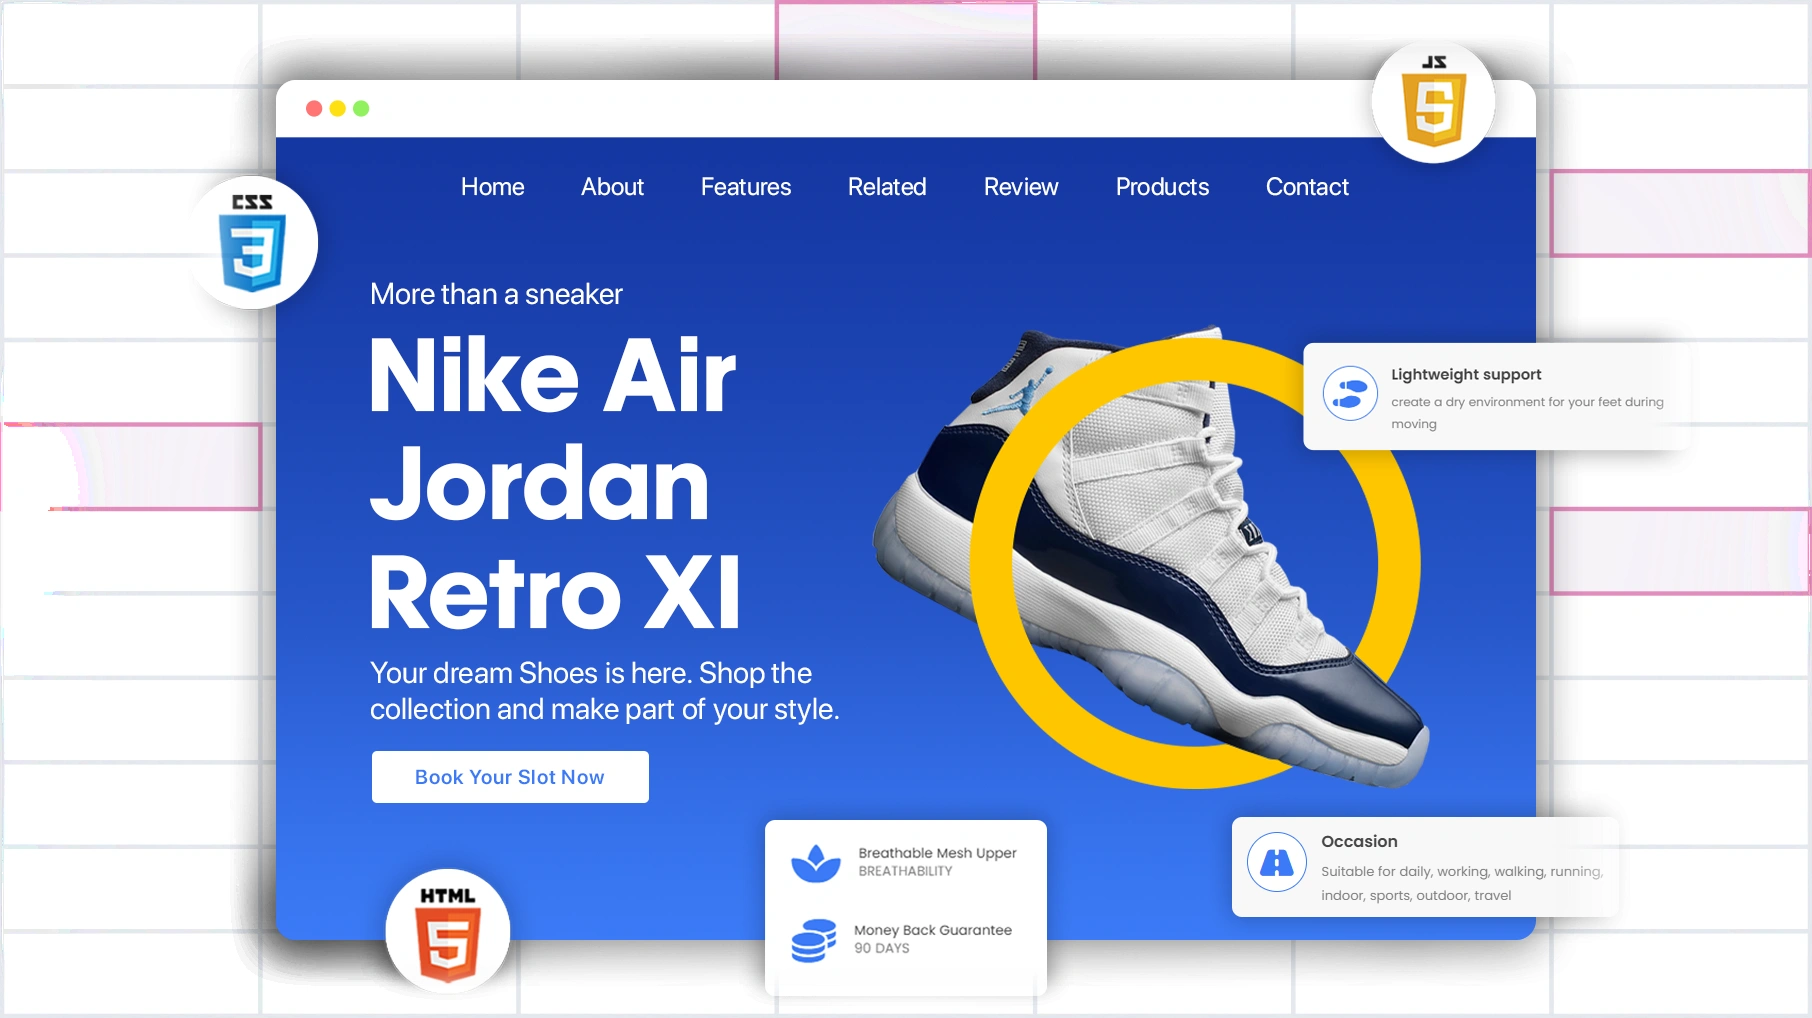 JS
5
Home About Features Related Review Products Contact
CSS
3
More than a sneaker
Nike Air
Jordan
Retro XI
Your dream Shoes is here. Shop the
collection and make part of your style.
Book Your Slot Now
Lightweight support
create a dry environment for your feet during
moving
Occasion
Suitable for daily, working, walking, running,
indoor, sports, outdoor, travel
Breathable Mesh Upper
BREATHABILITY
Money Back Guarantee
90 DAYS
HTML
5